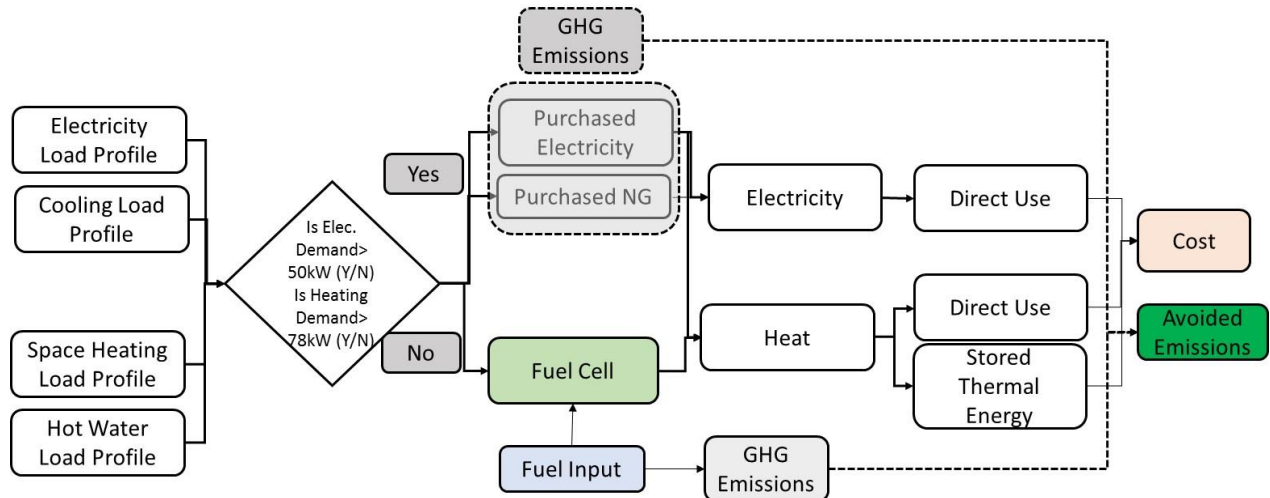 GHG
Emissions
Electricity
Load Profile
Cooling Load
Profile
Space Heating
Load Profile
Hot Water
Load Profile
Is Elec.
Demand>
50kW (Y/N)
Is Heating
Demand>
78kW (Y/N)
Yes
No
Purchased
Electricity
Purchased NG
Fuel Cell
Fuel Input
GHG
Emissions
Electricity
Heat
Direct Use
Direct Use
Stored
Thermal
Energy
Cost
Avoided
Emissions